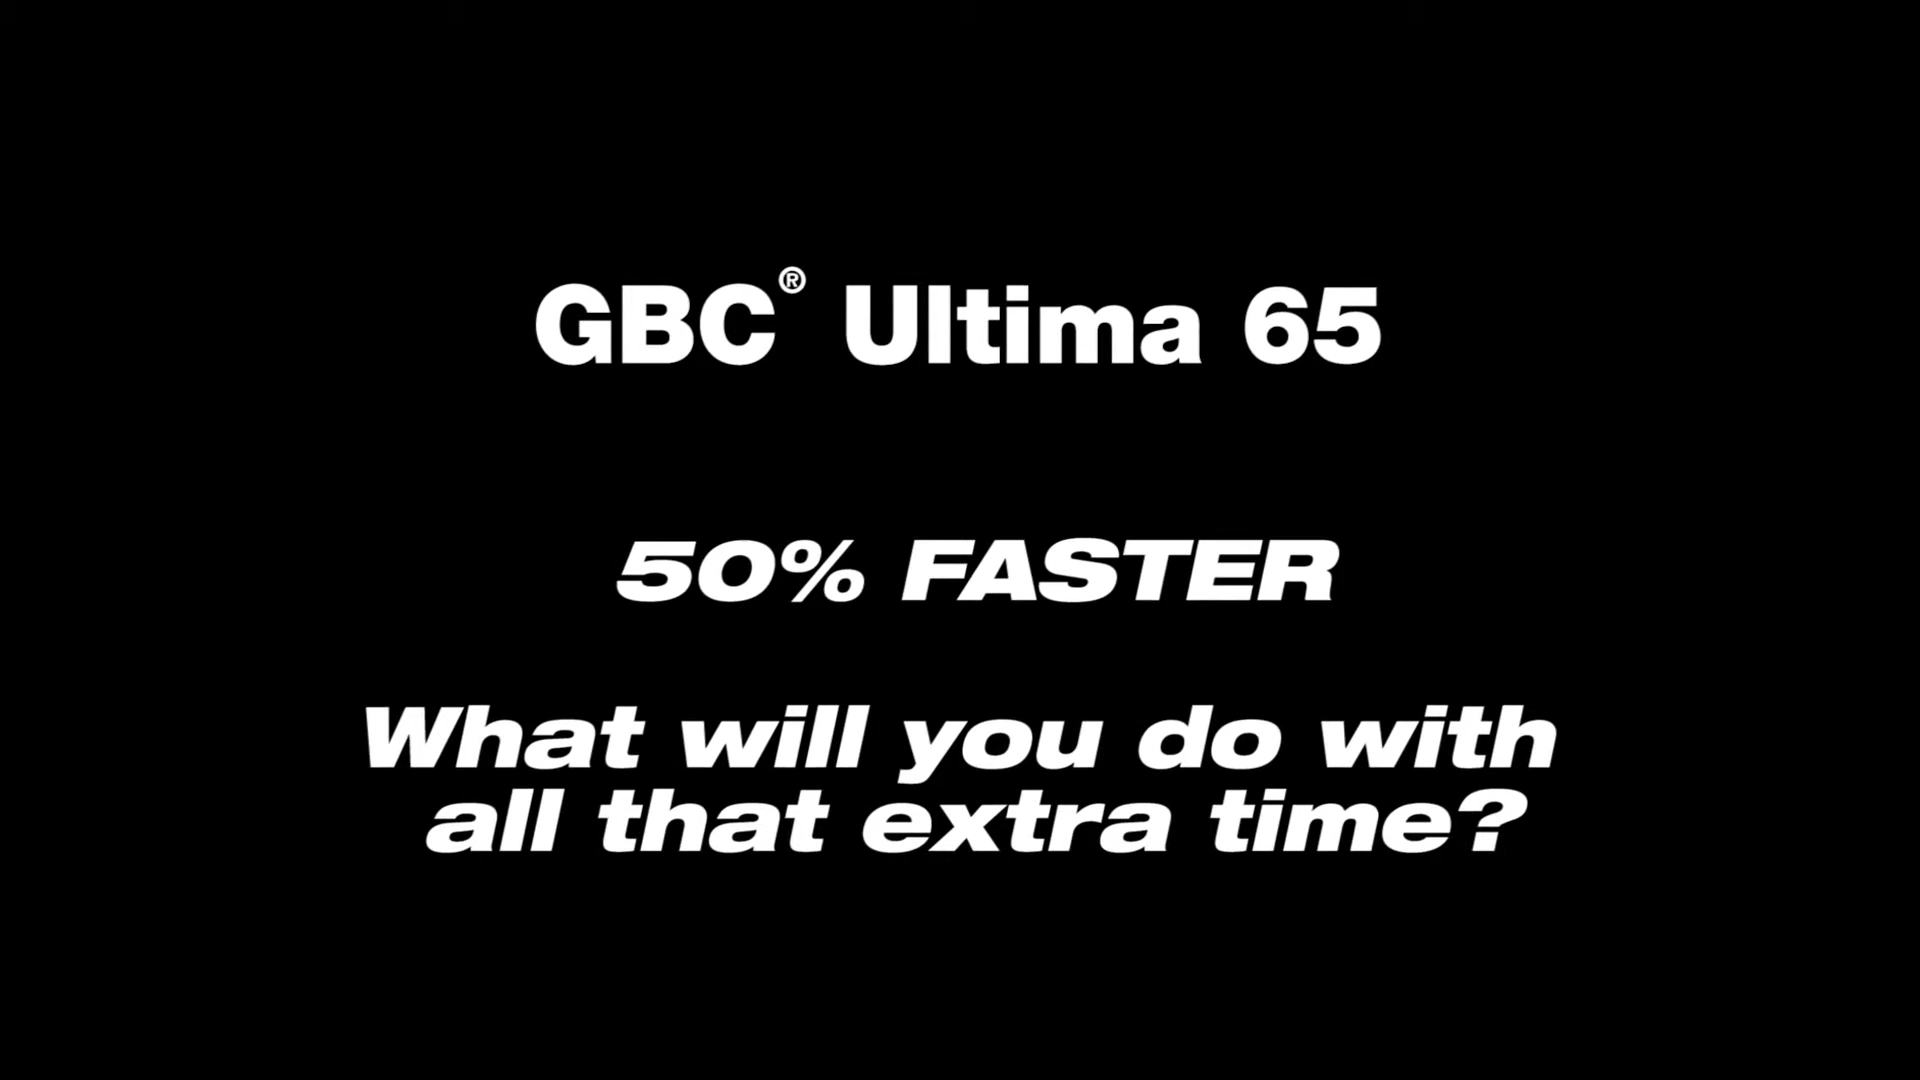 GBC® Ultima 65
50% FASTER
What will you do with
all that extra time?